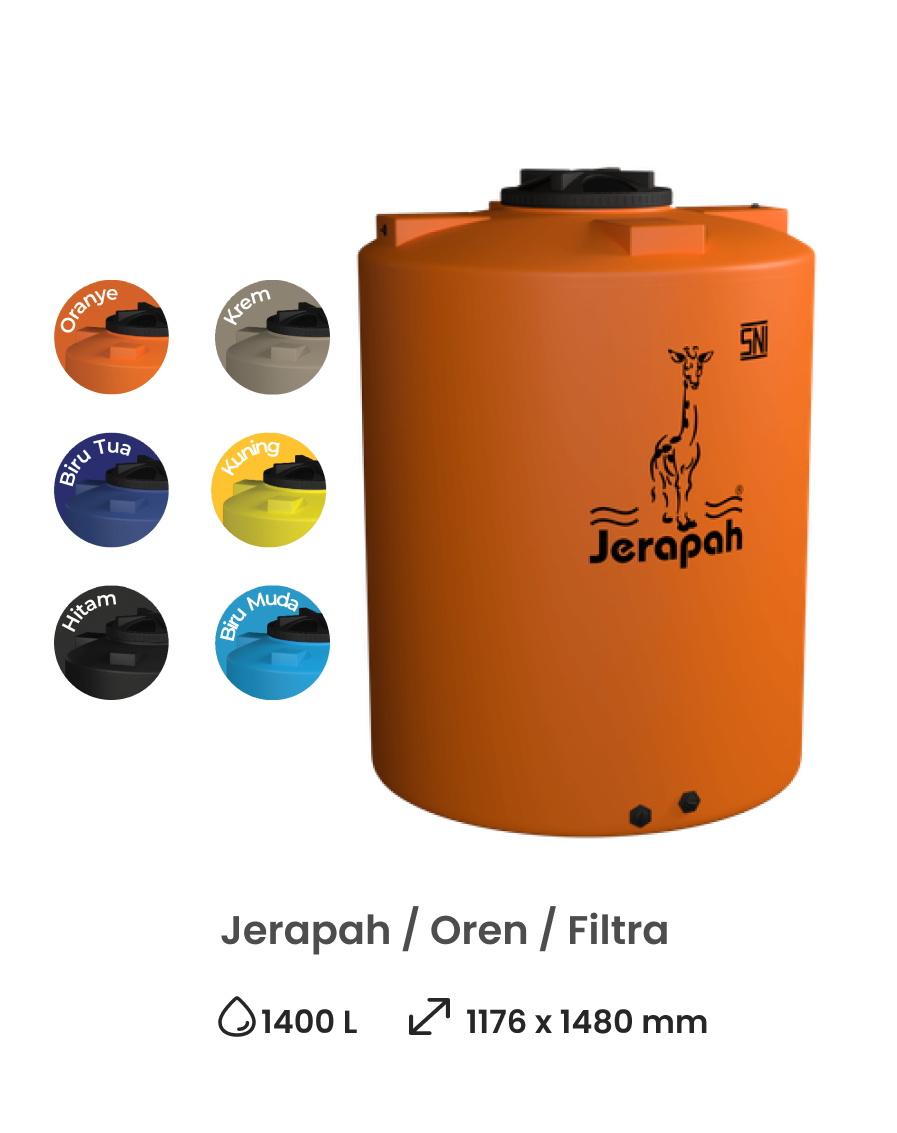 Oranye
Krem
Biru Tua
Kuning
Hitam
Biru Muda
SNI
®
Jerapah
Jerapah / Oren / Filtra
1400 L
1176 x 1480 mm